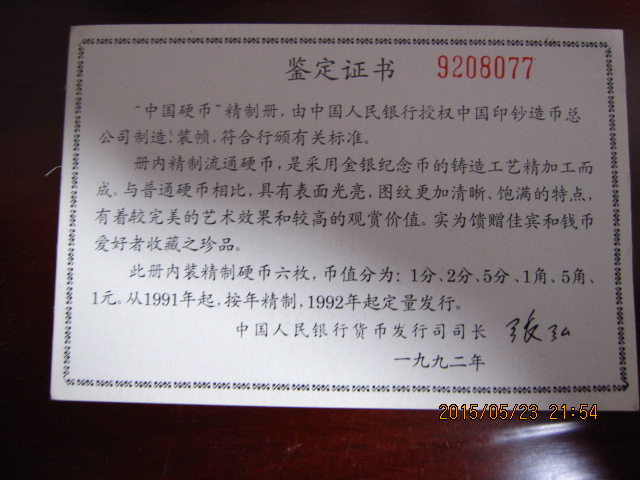 鉴定证书 9208077
“中国硬币”精制册，由中国人民银行授权中国印钞造币总
公司制造、装帧，符合行颁有关标准。
册内精制流通硬币，是采用金银纪念币的铸造工艺精加工而
成。与普通硬币相比，具有表面光亮，图纹更加清晰、饱满的特点，
有着较完美的艺术效果和较高的观赏价值。实为馈赠佳宾和钱币
爱好者收藏之珍品。
此册内装精制硬币六枚，币值分为：1分、2分、5分、1角、5角、
1元。从1991年起，按年精制，1992年起定量发行。
中国人民银行货币发行司司长 张弘
一九九二年
2015/05/23 21:54